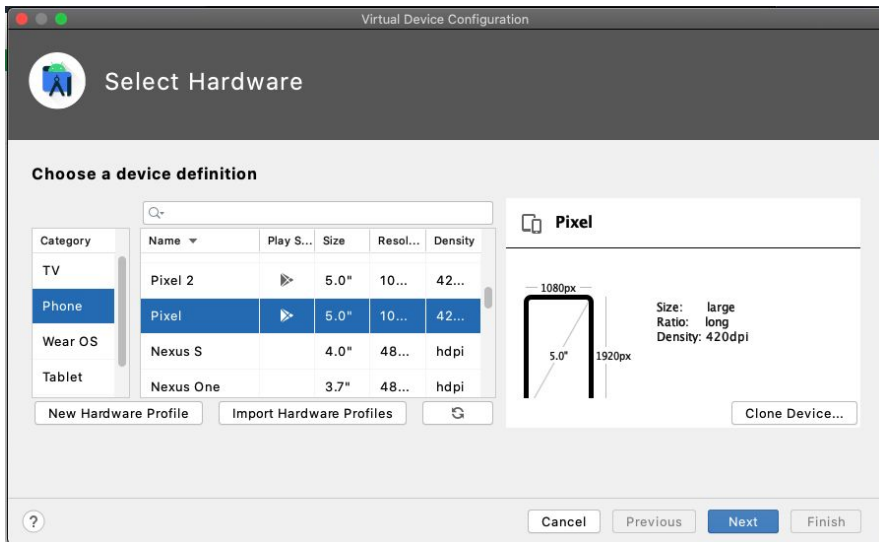 Virtual Device Configuration
Select Hardware
Choose a device definition
Category
TV
Phone
Wear OS
Tablet
Name Play S... Size Resol... Density
Pixel 2 5.0" 10... 42...
Pixel 5.0" 10... 42...
Nexus S 4.0" 48... hdpi
Nexus One 3.7" 48... hdpi
New Hardware Profile Import Hardware Profiles
Pixel
1080px
5.0"
1920px
Size: large
Ratio: long
Density: 420dpi
Clone Device...
? Cancel Previous Next Finish